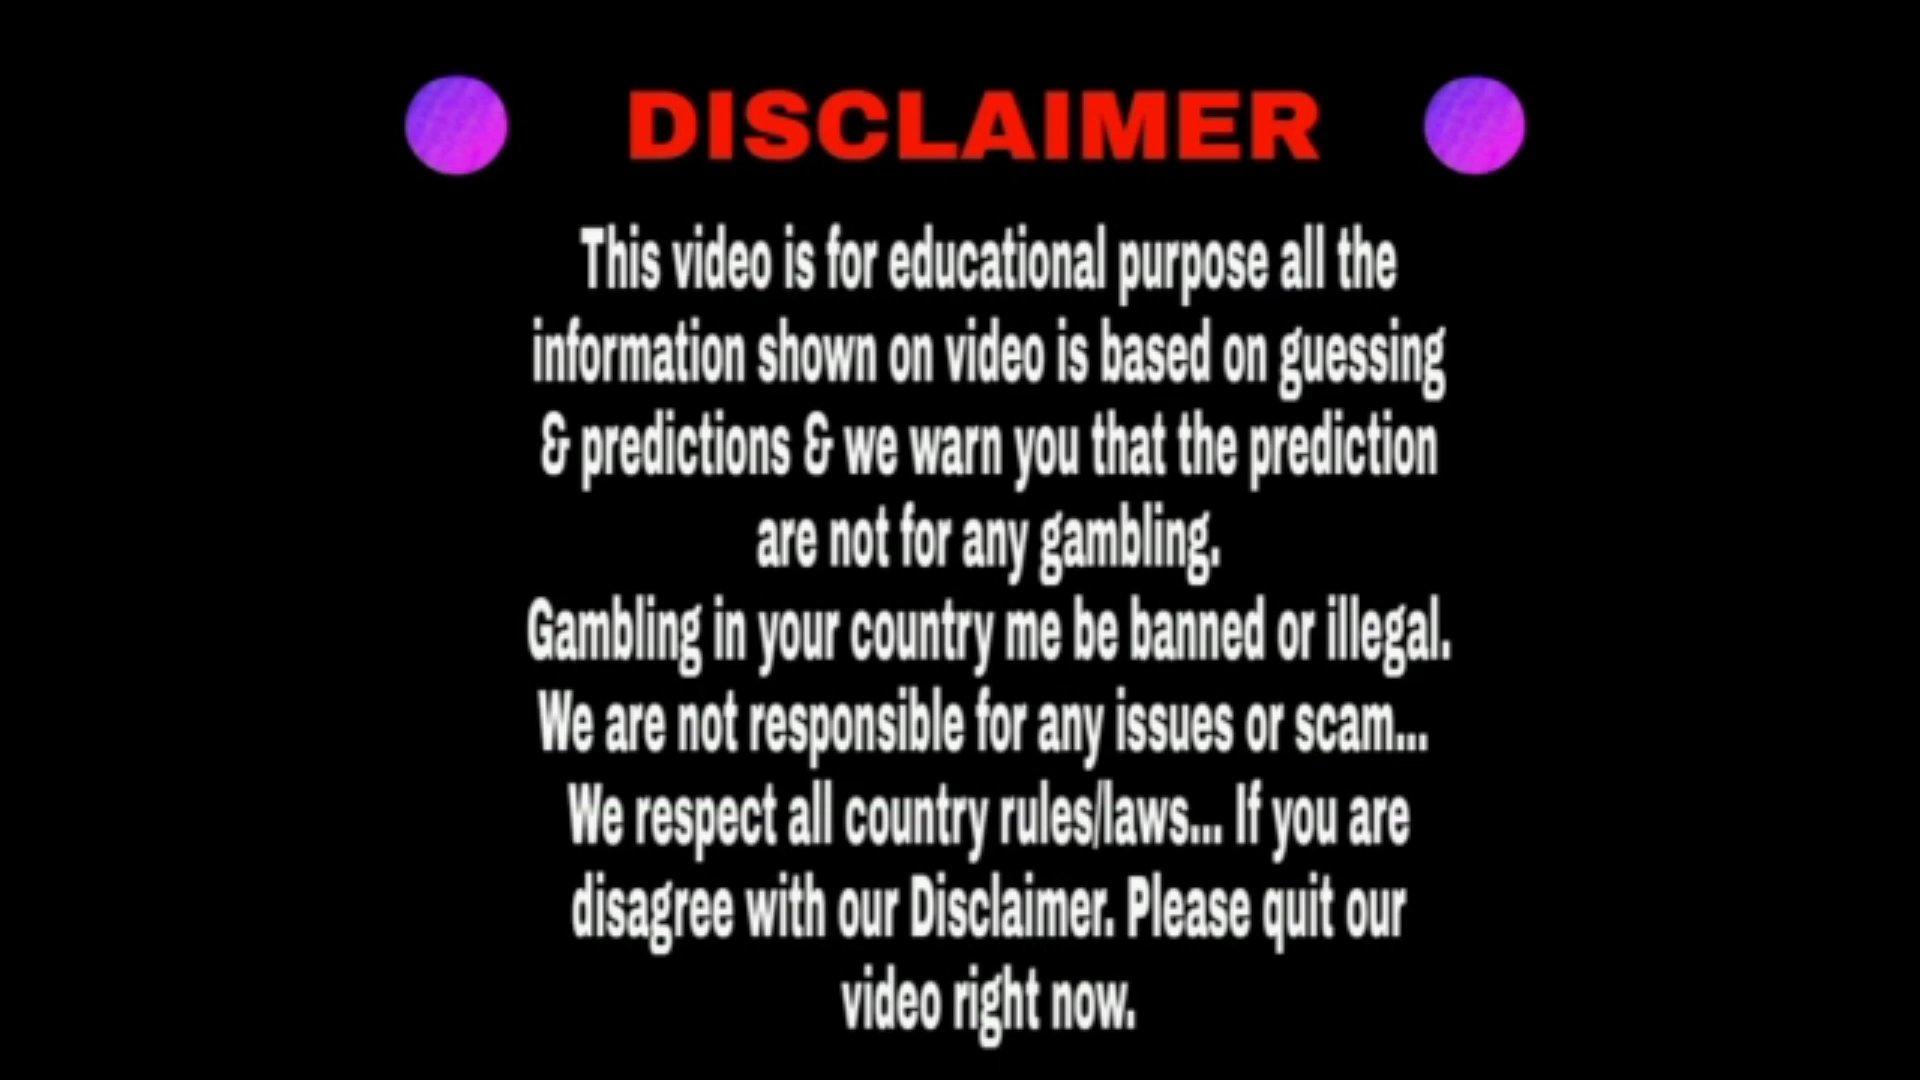 DISCLAIMER
This video is for educational purpose all the
information shown on video is based on guessing
& predictions & we warn you that the prediction
are not for any gambling.
Gambling in your country me be banned or illegal.
We are not responsible for any issues or scam...
We respect all country rules/laws... If you are
disagree with our Disclaimer. Please quit our
video right now.